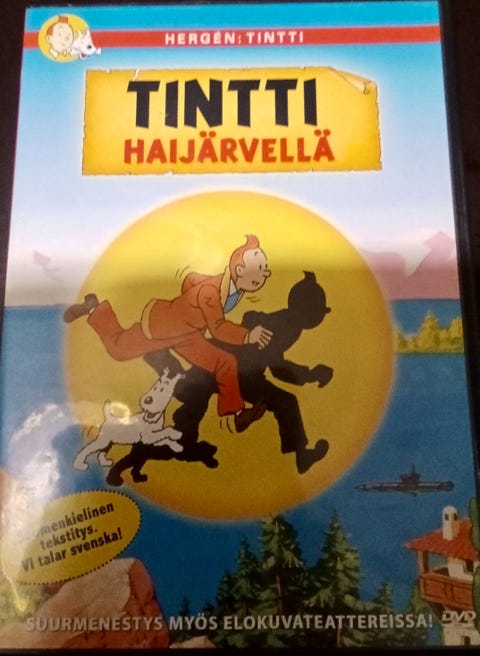 HERGÉN: TINTTI
TINTTI
HAIJÄRVELLÄ
Suomenkielinen
tekstitys.
Vi talar svenska!
SUURMENESTYS MYÖS ELOKUVATEATTEREISSA!
DVD